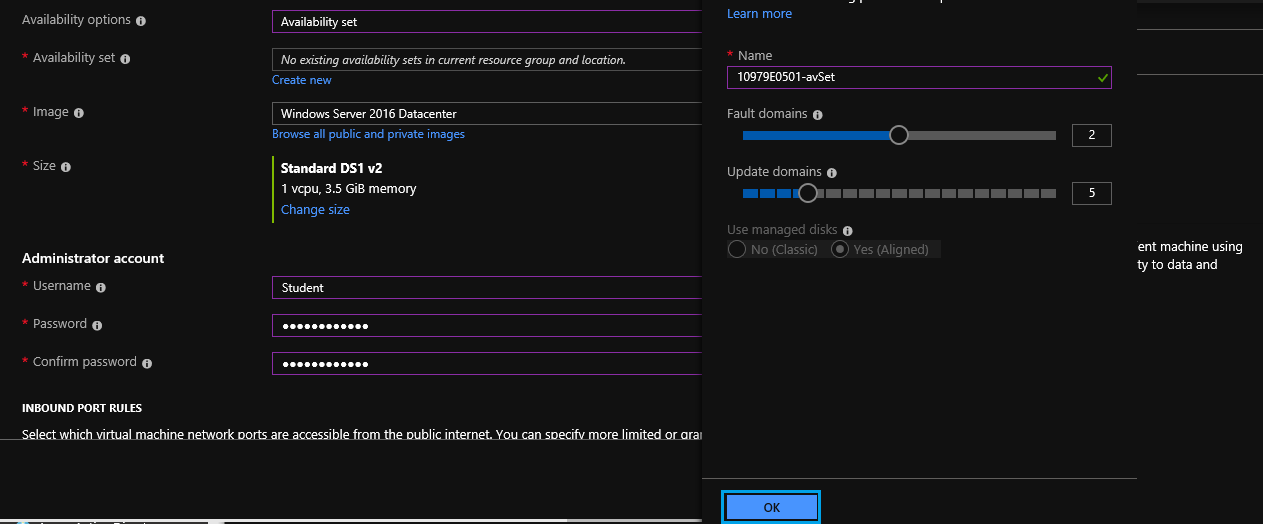 Availability options
Availability set
* Availability set
No existing availability sets in current resource group and location.
Create new
* Image
Windows Server 2016 Datacenter
Browse all public and private images
* Size
Standard DS1 v2
1 vcpu, 3.5 GiB memory
Change size
Administrator account
* Username
Student
* Password
●●●●●●●●●●●●
* Confirm password
●●●●●●●●●●●●
INBOUND PORT RULES
Select which virtual machine network ports are accessible from the public internet. You can specify more limited or gran
Learn more
* Name
10979E0501-avSet
Fault domains
2
Update domains
5
Use managed disks
No (Classic)
Yes (Aligned)
OK
ent machine using
ty to data and